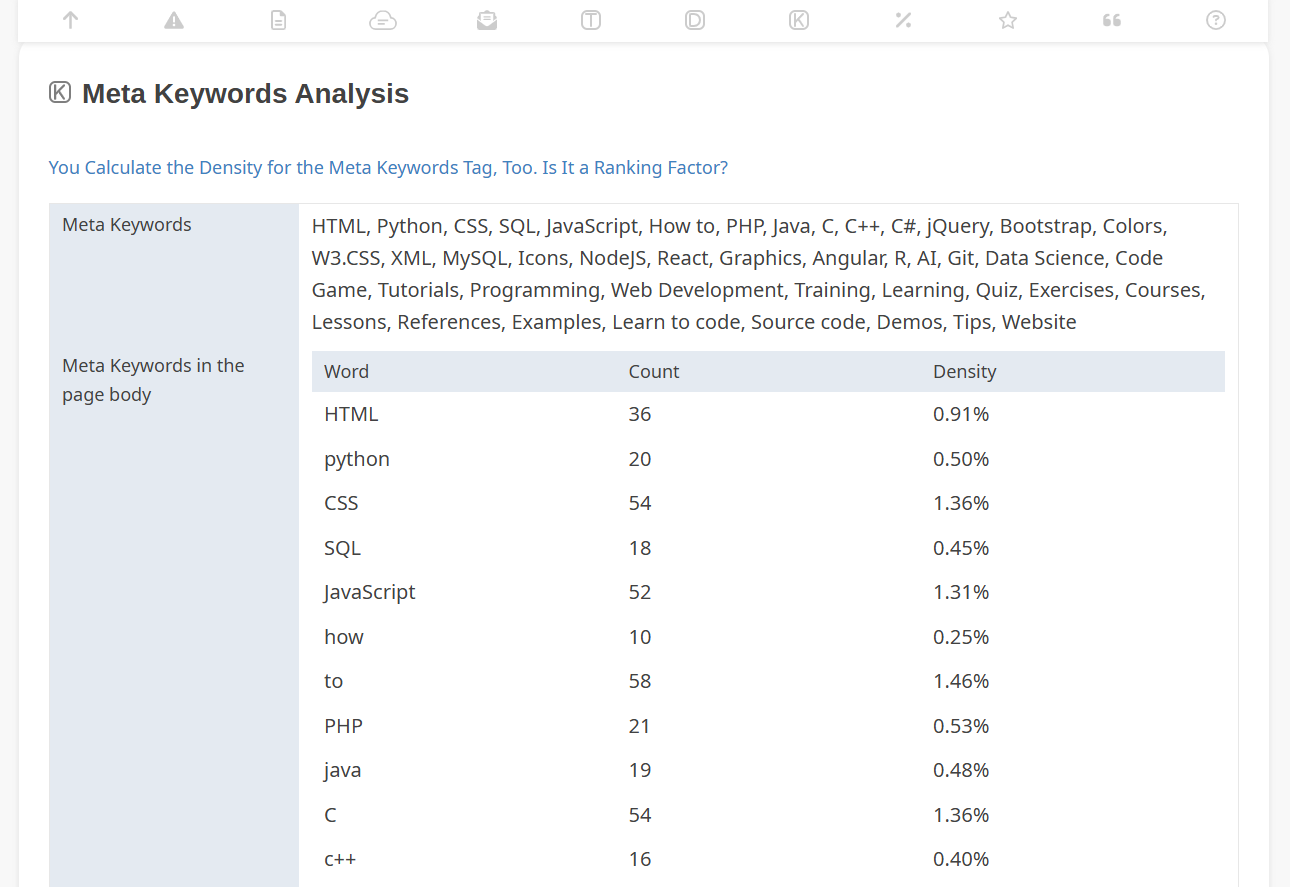 Meta Keywords Analysis
You Calculate the Density for the Meta Keywords Tag, Too. Is It a Ranking Factor?
Meta Keywords
HTML, Python, CSS, SQL, JavaScript, How to, PHP, Java, C, C++, C#, jQuery, Bootstrap, Colors,
W3.CSS, XML, MySQL, Icons, NodeJS, React, Graphics, Angular, R, AI, Git, Data Science, Code
Game, Tutorials, Programming, Web Development, Training, Learning, Quiz, Exercises, Courses,
Lessons, References, Examples, Learn to code, Source code, Demos, Tips, Website
Meta Keywords in the
page body
Word Count Density
HTML 36 0.91%
python 20 0.50%
CSS 54 1.36%
SQL 18 0.45%
JavaScript 52 1.31%
how 10 0.25%
to 58 1.46%
PHP 21 0.53%
java 19 0.48%
C 54 1.36%
c++ 16 0.40%